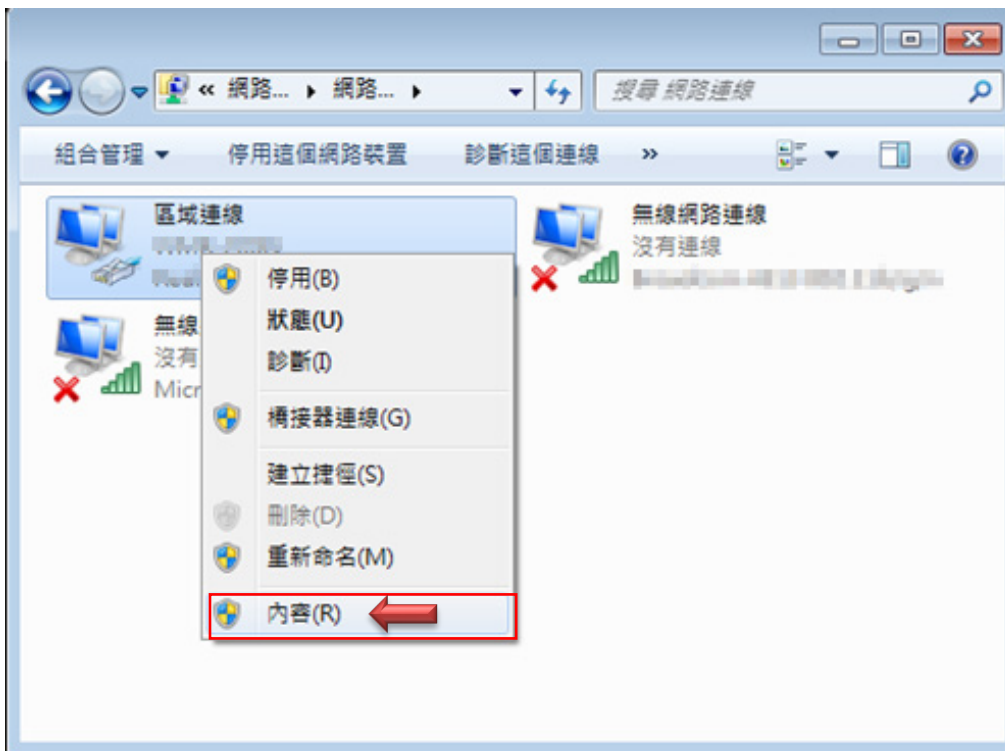 « 網路... ▸ 網路... ▸
搜尋 網路連線
組合管理 停用這個網路裝置 診斷這個連線 »
區域連線
無線網路連線
沒有連線
無線
沒有
Micr
停用(B)
狀態(U)
診斷(I)
橋接器連線(G)
建立捷徑(S)
刪除(D)
重新命名(M)
內容(R)